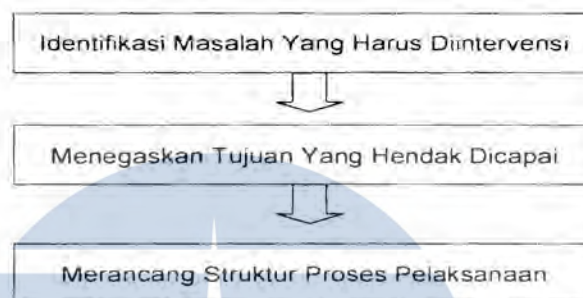 Identifikasi Masalah Yang Harus Diintervensi
Menegaskan Tujuan Yang Hendak Dicapai
Merancang Struktur Proses Pelaksanaan